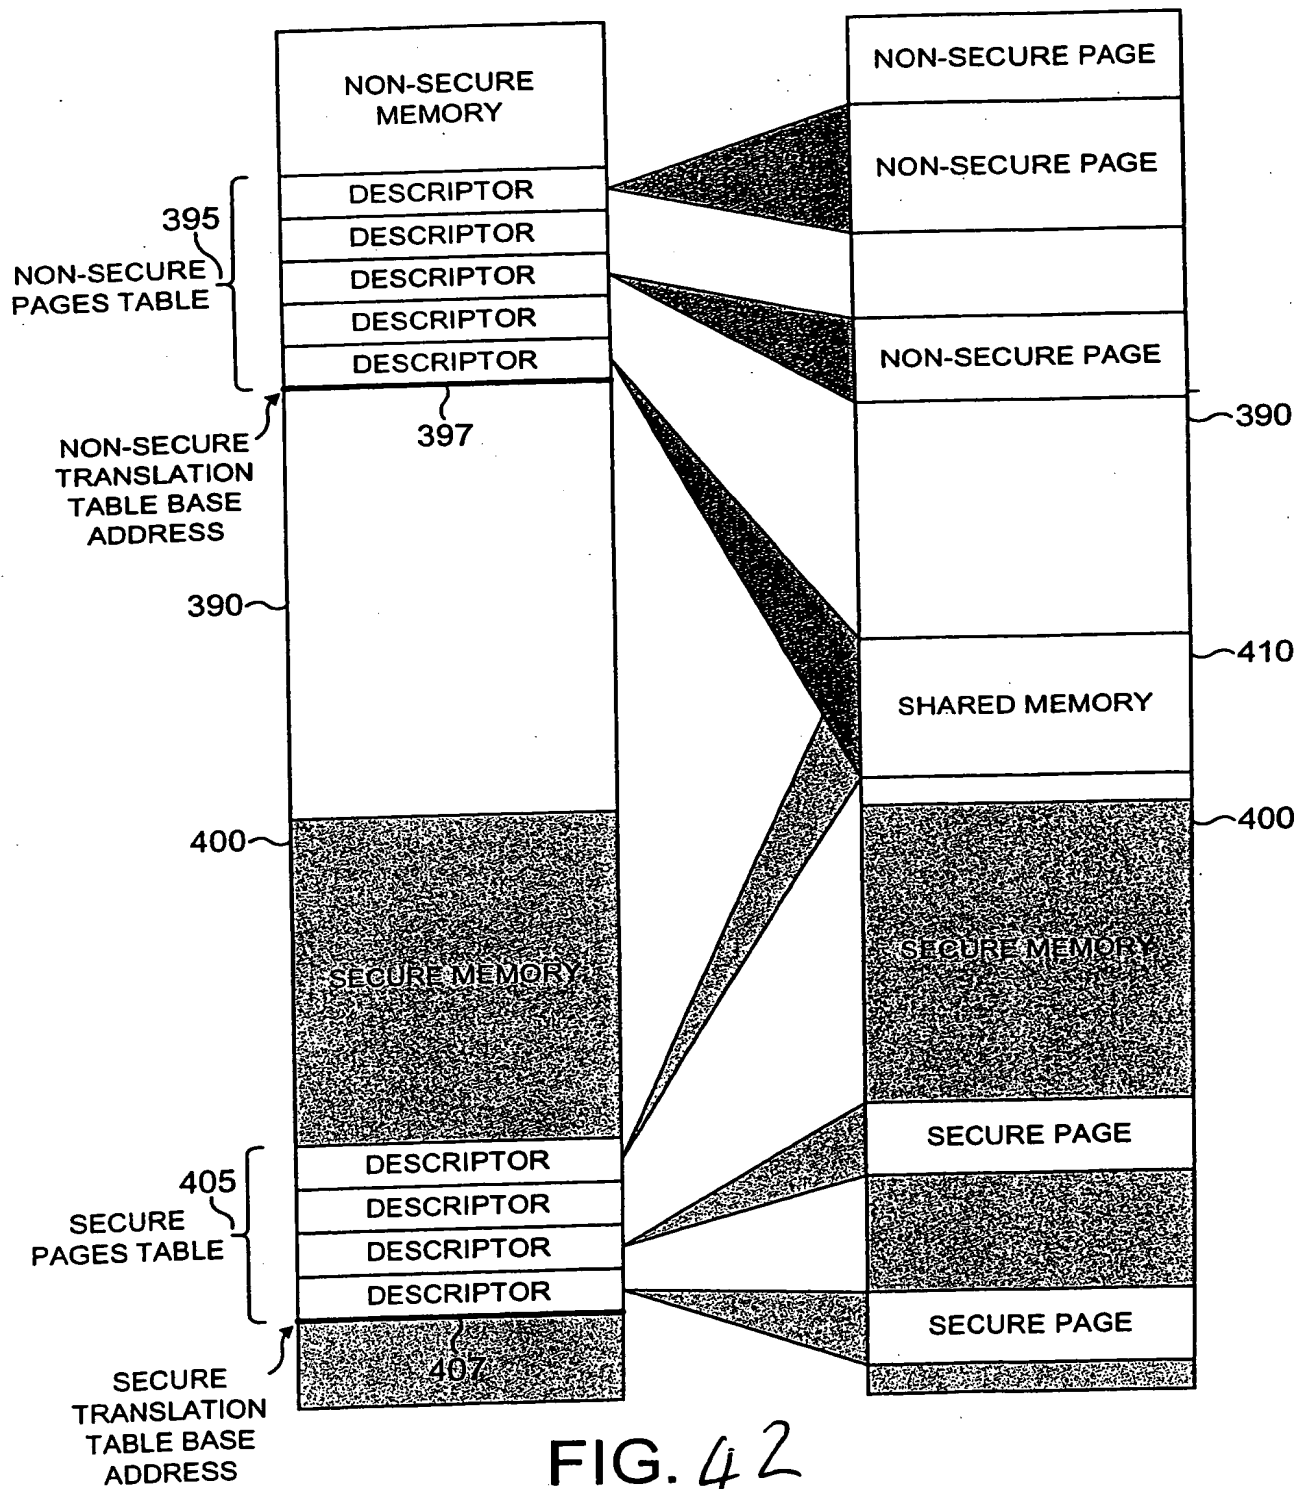 NON-SECURE
MEMORY
DESCRIPTOR
DESCRIPTOR
DESCRIPTOR
DESCRIPTOR
DESCRIPTOR
395
NON-SECURE
PAGES TABLE
397
NON-SECURE
TRANSLATION
TABLE BASE
ADDRESS
390
400
SECURE MEMORY
DESCRIPTOR
DESCRIPTOR
DESCRIPTOR
DESCRIPTOR
405
SECURE
PAGES TABLE
407
SECURE
TRANSLATION
TABLE BASE
ADDRESS
NON-SECURE PAGE
NON-SECURE PAGE
NON-SECURE PAGE
390
410
SHARED MEMORY
400
SECURE MEMORY
SECURE PAGE
SECURE PAGE
FIG. 42